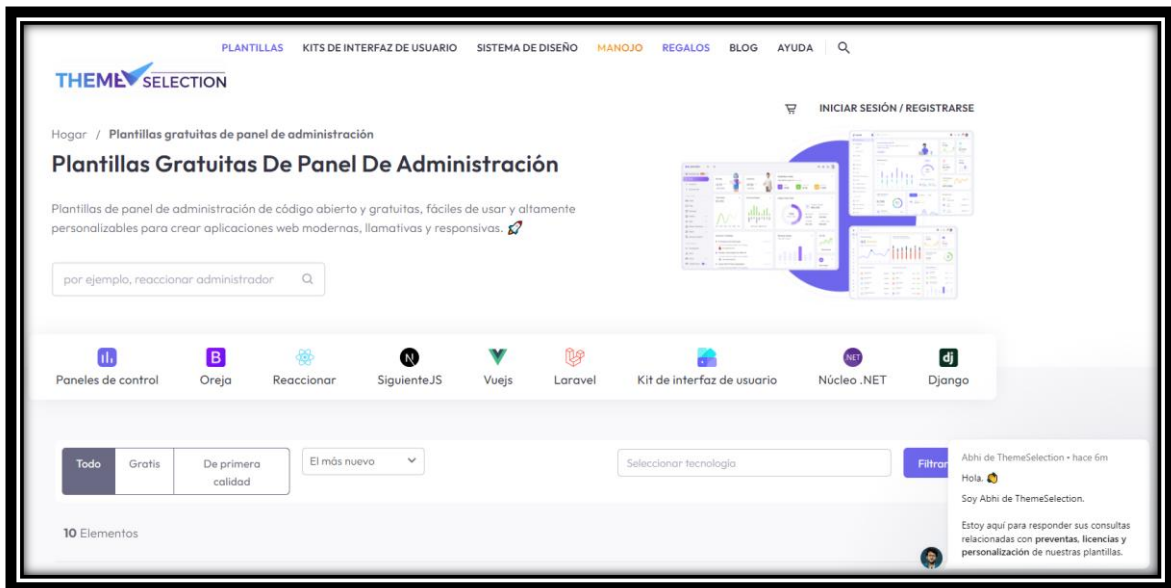 PLANTILLAS KITS DE INTERFAZ DE USUARIO SISTEMA DE DISEÑO MANOJO REGALOS BLOG AYUDA
THEMESELECTION
INICIAR SESIÓN / REGISTRARSE
Hogar / Plantillas gratuitas de panel de administración
Plantillas Gratuitas De Panel De Administración
Plantillas de panel de administración de código abierto y gratuitas, fáciles de usar y altamente
personalizables para crear aplicaciones web modernas, llamativas y responsivas. 🚀
por ejemplo, reaccionar administrador
B N NET dj
Paneles de control Oreja Reaccionar SiguienteJS Vuejs Laravel Kit de interfaz de usuario Núcleo .NET Django
Todo Gratis De primera calidad El más nuevo Seleccionar tecnología Filtrar
10 Elementos
Abhi de ThemeSelection • hace 6m
Hola. 👏
Soy Abhi de ThemeSelection.
Estoy aquí para responder sus consultas
relacionadas con preventas, licencias y
personalización de nuestras plantillas.